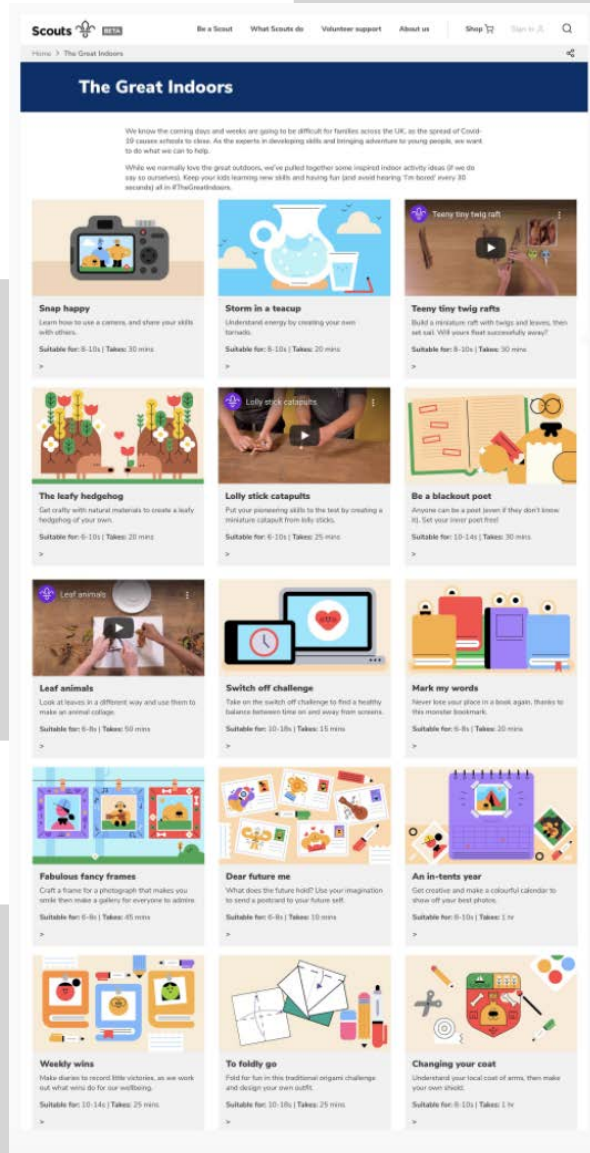 Scouts BETA Be a Scout What Scouts do Volunteer support About us Shop Sign in
Home > The Great Indoors
The Great Indoors
We know the coming days and weeks are going to be difficult for families across the UK, as the spread of Covid-
19 causes schools to close. As the experts in developing skills and bringing adventure to young people, we want
to do what we can to help.
While we normally love the great outdoors, we've pulled together some inspired indoor activity ideas (if we do
say so ourselves). Keep your kids learning new skills and having fun (and avoid hearing 'I'm bored' every 30
seconds) all in #TheGreatIndoors.
Snap happy
Learn how to use a camera, and share your skills
with others.
Suitable for: 8-10s | Takes: 30 mins
>
Storm in a teacup
Understand energy by creating your own
tornado.
Suitable for: 8-10s | Takes: 20 mins
>
Teeny tiny twig raft
Teeny tiny twig rafts
Build a miniature raft with twigs and leaves, then
set sail. Will yours float successfully away?
Suitable for: 8-10s | Takes: 30 mins
>
The leafy hedgehog
Get crafty with natural materials to create a leafy
hedgehog of your own.
Suitable for: 6-10s | Takes: 20 mins
>
Lolly stick catapults
Lolly stick catapults
Put your pioneering skills to the test by creating a
miniature catapult from lolly sticks.
Suitable for: 6-10s | Takes: 25 mins
>
Be a blackout poet
Anyone can be a poet (even if they don't know
it). Set your inner poet free!
Suitable for: 10-14s | Takes: 30 mins
>
Leaf animals
Leaf animals
Look at leaves in a different way and use them to
make an animal collage.
Suitable for: 6-8s | Takes: 50 mins
>
Switch off challenge
Take on the switch off challenge to find a healthy
balance between time on and away from screens.
Suitable for: 10-18s | Takes: 15 mins
>
Mark my words
Never lose your place in a book again, thanks to
this monster bookmark.
Suitable for: 6-8s | Takes: 20 mins
>
Fabulous fancy frames
Craft a frame for a photograph that makes you
smile then make a gallery for everyone to admire.
Suitable for: 6-8s | Takes: 45 mins
>
Dear future me
What does the future hold? Use your imagination
to send a postcard to your future self.
Suitable for: 6-8s | Takes: 10 mins
>
An in-tents year
Get creative and make a colourful calendar to
show off your best photos.
Suitable for: 8-10s | Takes: 1 hr
>
Weekly wins
Make diaries to record little victories, as we work
out what wins do for our wellbeing.
Suitable for: 10-14s | Takes: 25 mins
>
To foldly go
Fold for fun in this traditional origami challenge
and design your own outfit.
Suitable for: 10-18s | Takes: 25 mins
>
Changing your coat
Understand your local coat of arms, then make
your own shield.
Suitable for: 8-10s | Takes: 1 hr
>